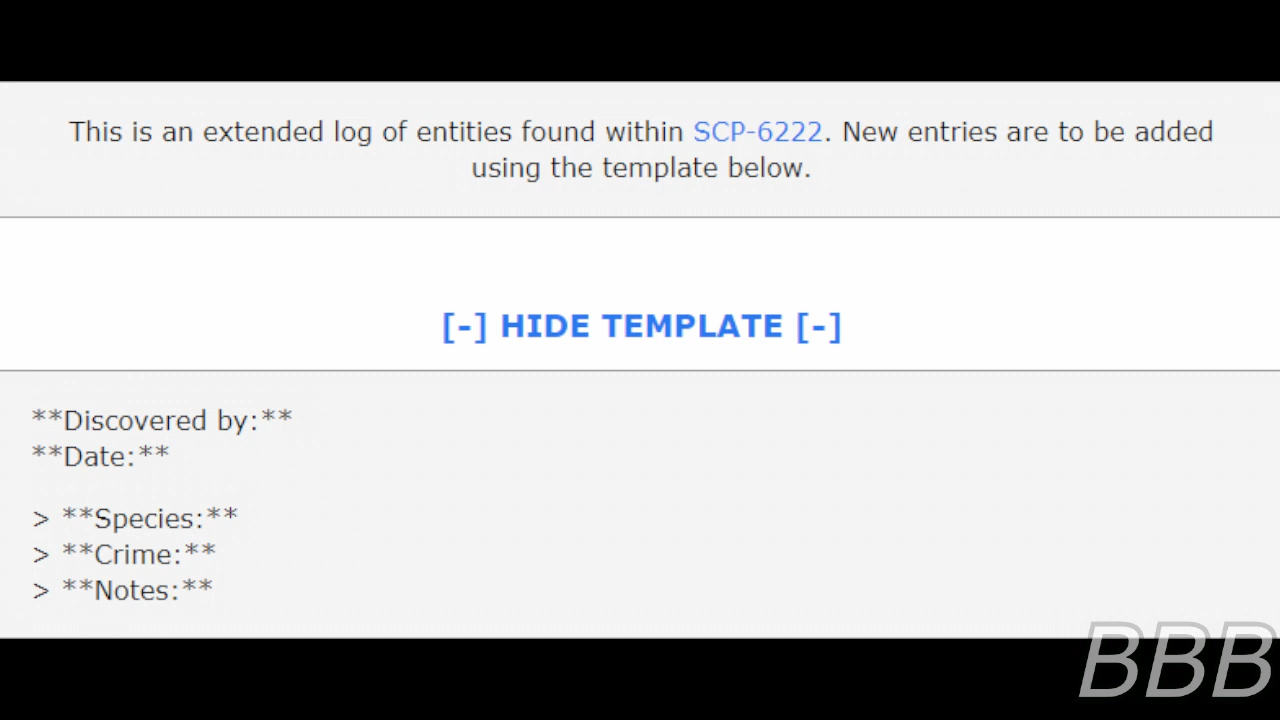 This is an extended log of entities found within SCP-6222. New entries are to be added
using the template below.
[-] HIDE TEMPLATE [-]
**Discovered by:**
**Date:**
> **Species:**
> **Crime:**
> **Notes:**
BBB